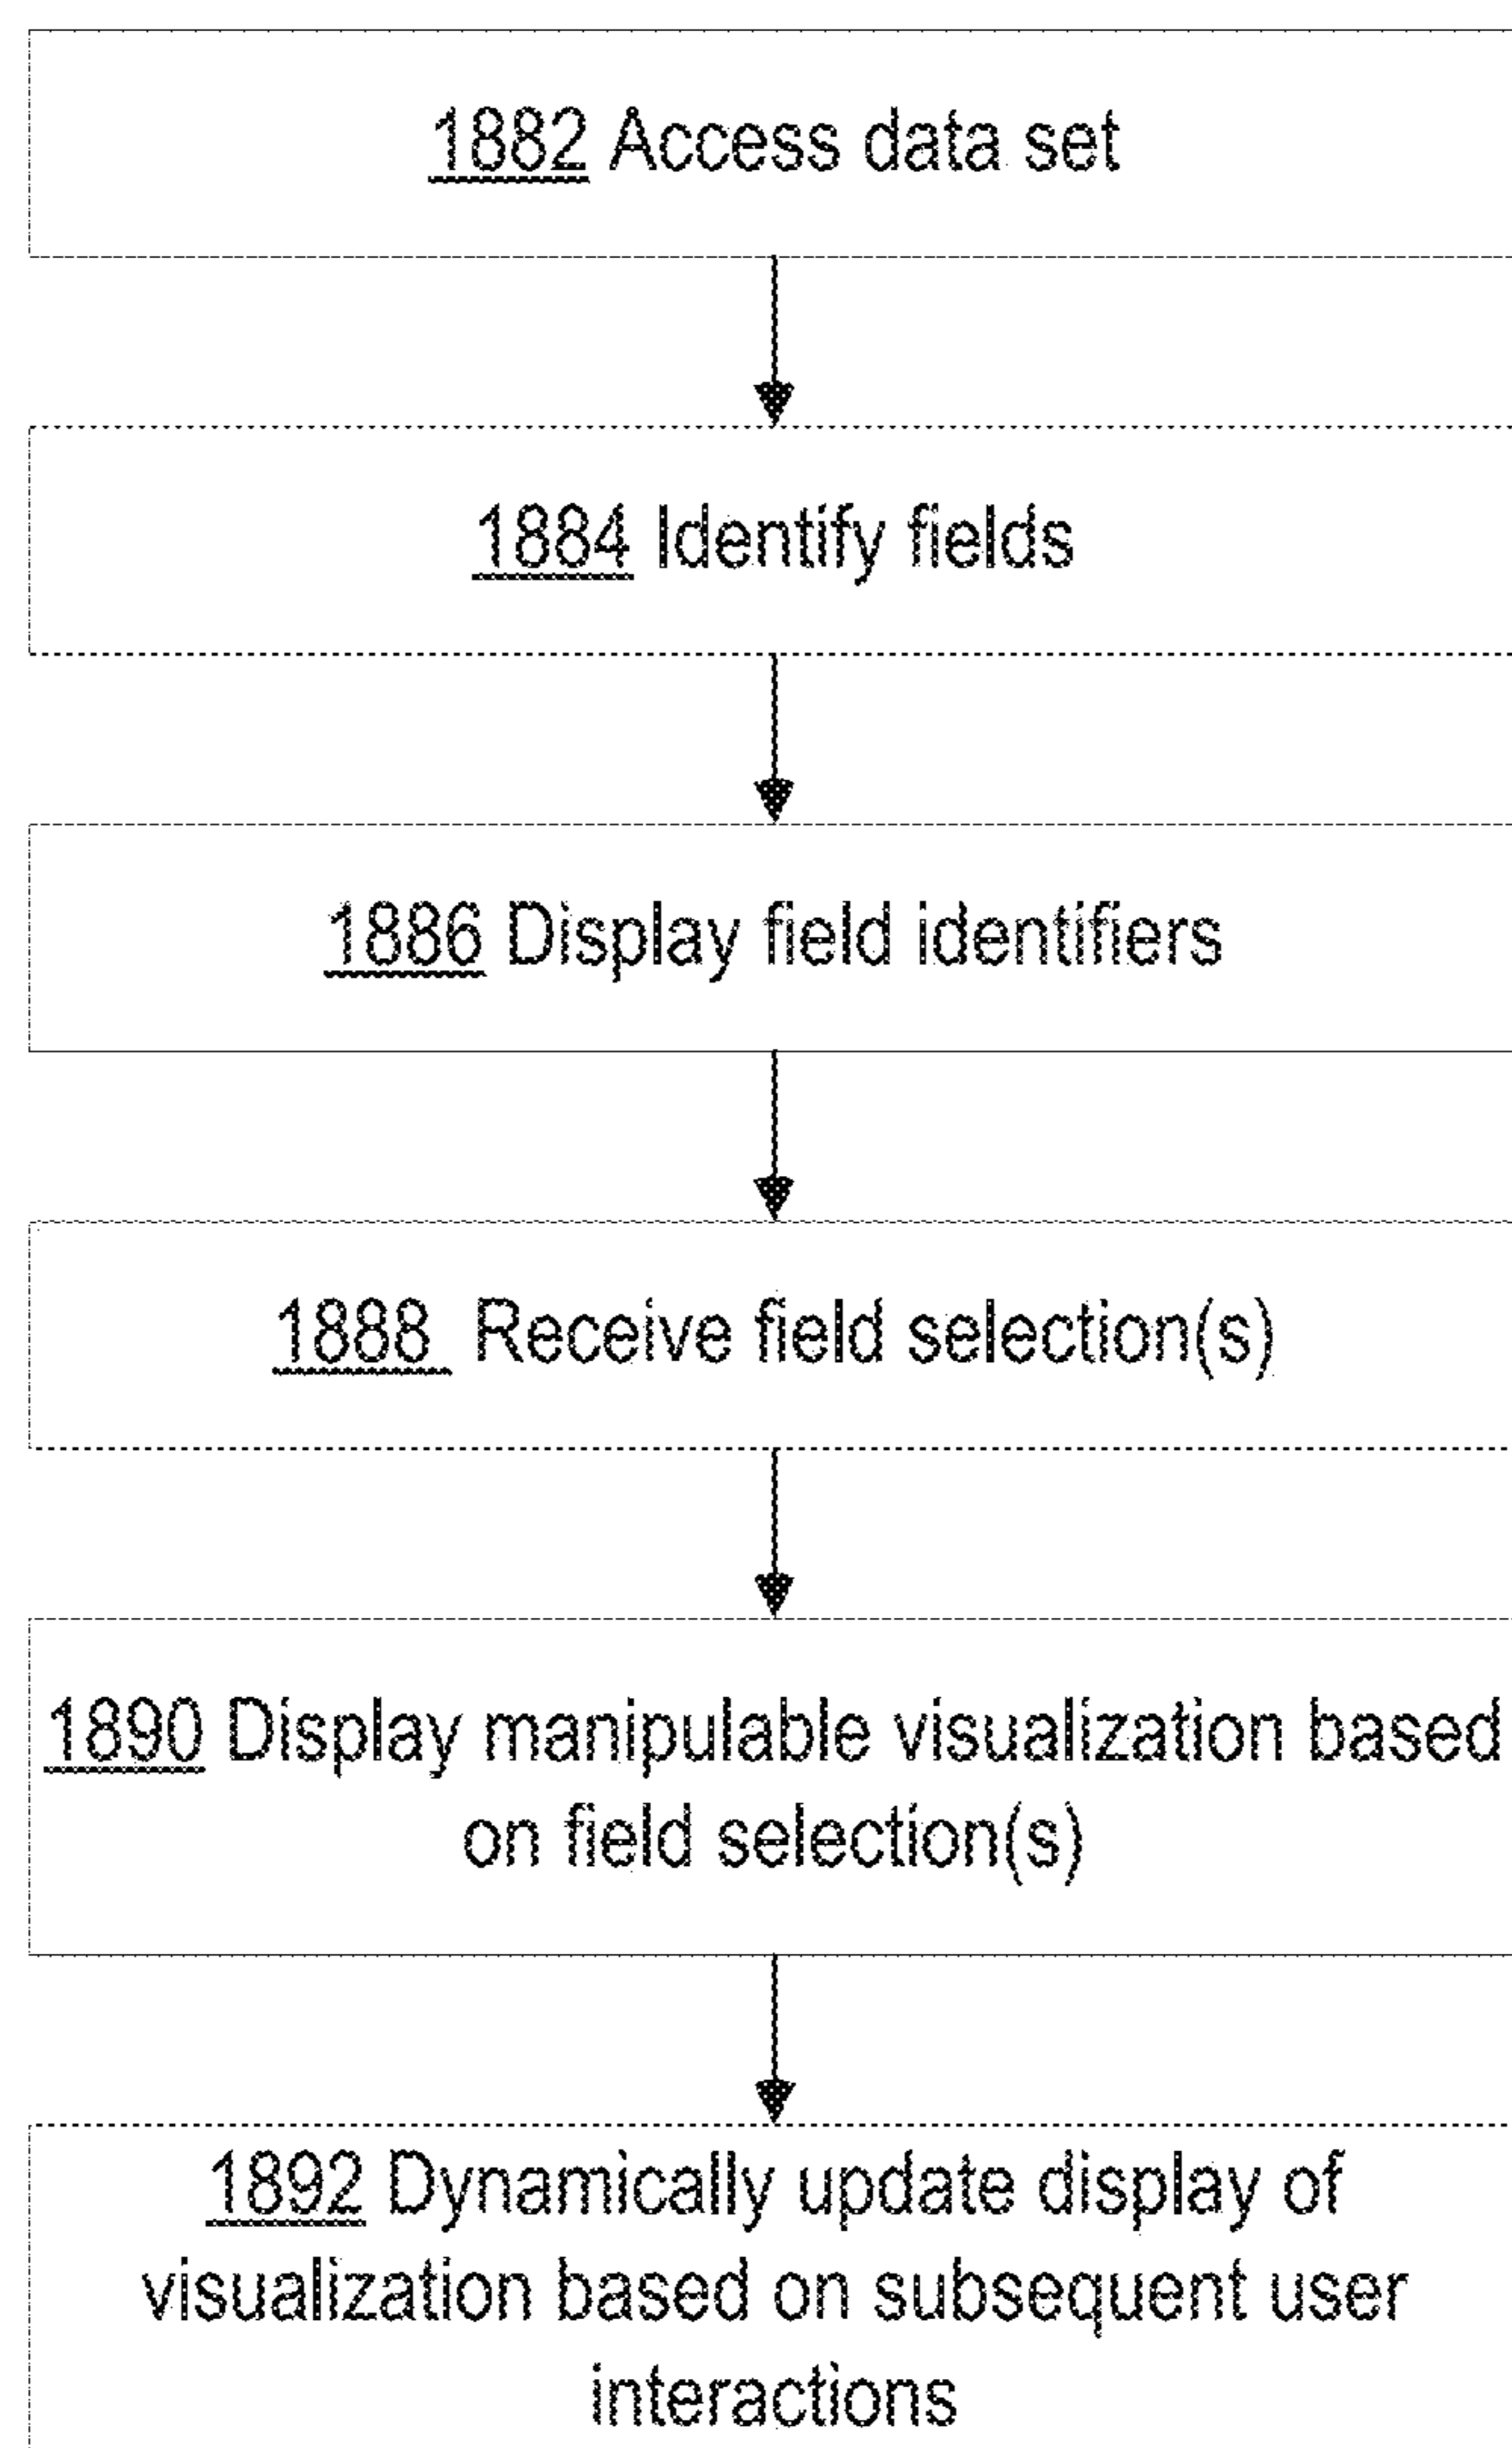 1882 Access data set
1884 Identify fields
1886 Display field identifiers
1888 Receive field selection(s)
1890 Display manipulable visualization based
on field selection(s)
1892 Dynamically update display of
visualization based on subsequent user
interactions